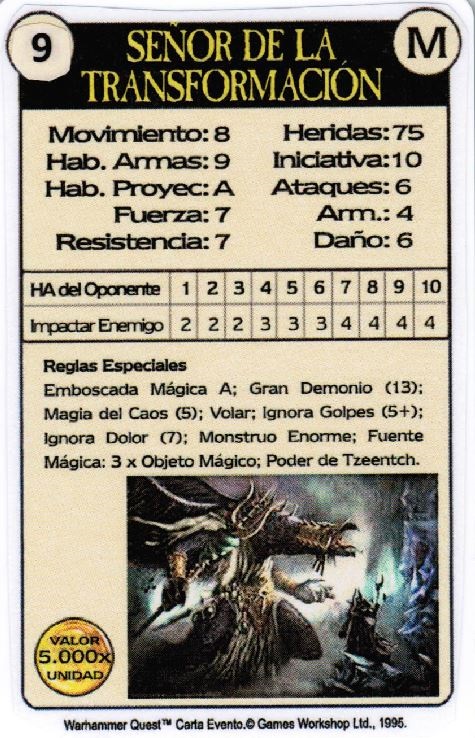 9
SEÑOR DE LA
M
TRANSFORMACIÓN
Movimiento: 8 Heridas: 75
Hab. Armas: 9 Iniciativa: 10
Hab. Proyec: A Ataques: 6
Fuerza: 7 Arm.: 4
Resistencia: 7 Daño: 6
HA del Oponente 1 2 3 4 5 6 7 8 9 10
Impactar Enemigo 2 2 2 3 3 3 4 4 4 4
Reglas Especiales
Emboscada Mágica A; Gran Demonio (13);
Magia del Caos (5); Volar; Ignora Golpes (5+);
Ignora Dolor (7); Monstruo Enorme; Fuente
Mágica: 3 x Objeto Mágico; Poder de Tzeentch.
VALOR
5.000x
UNIDAD
Warhammer Quest™ Carta Evento.© Games Workshop Ltd., 1995.